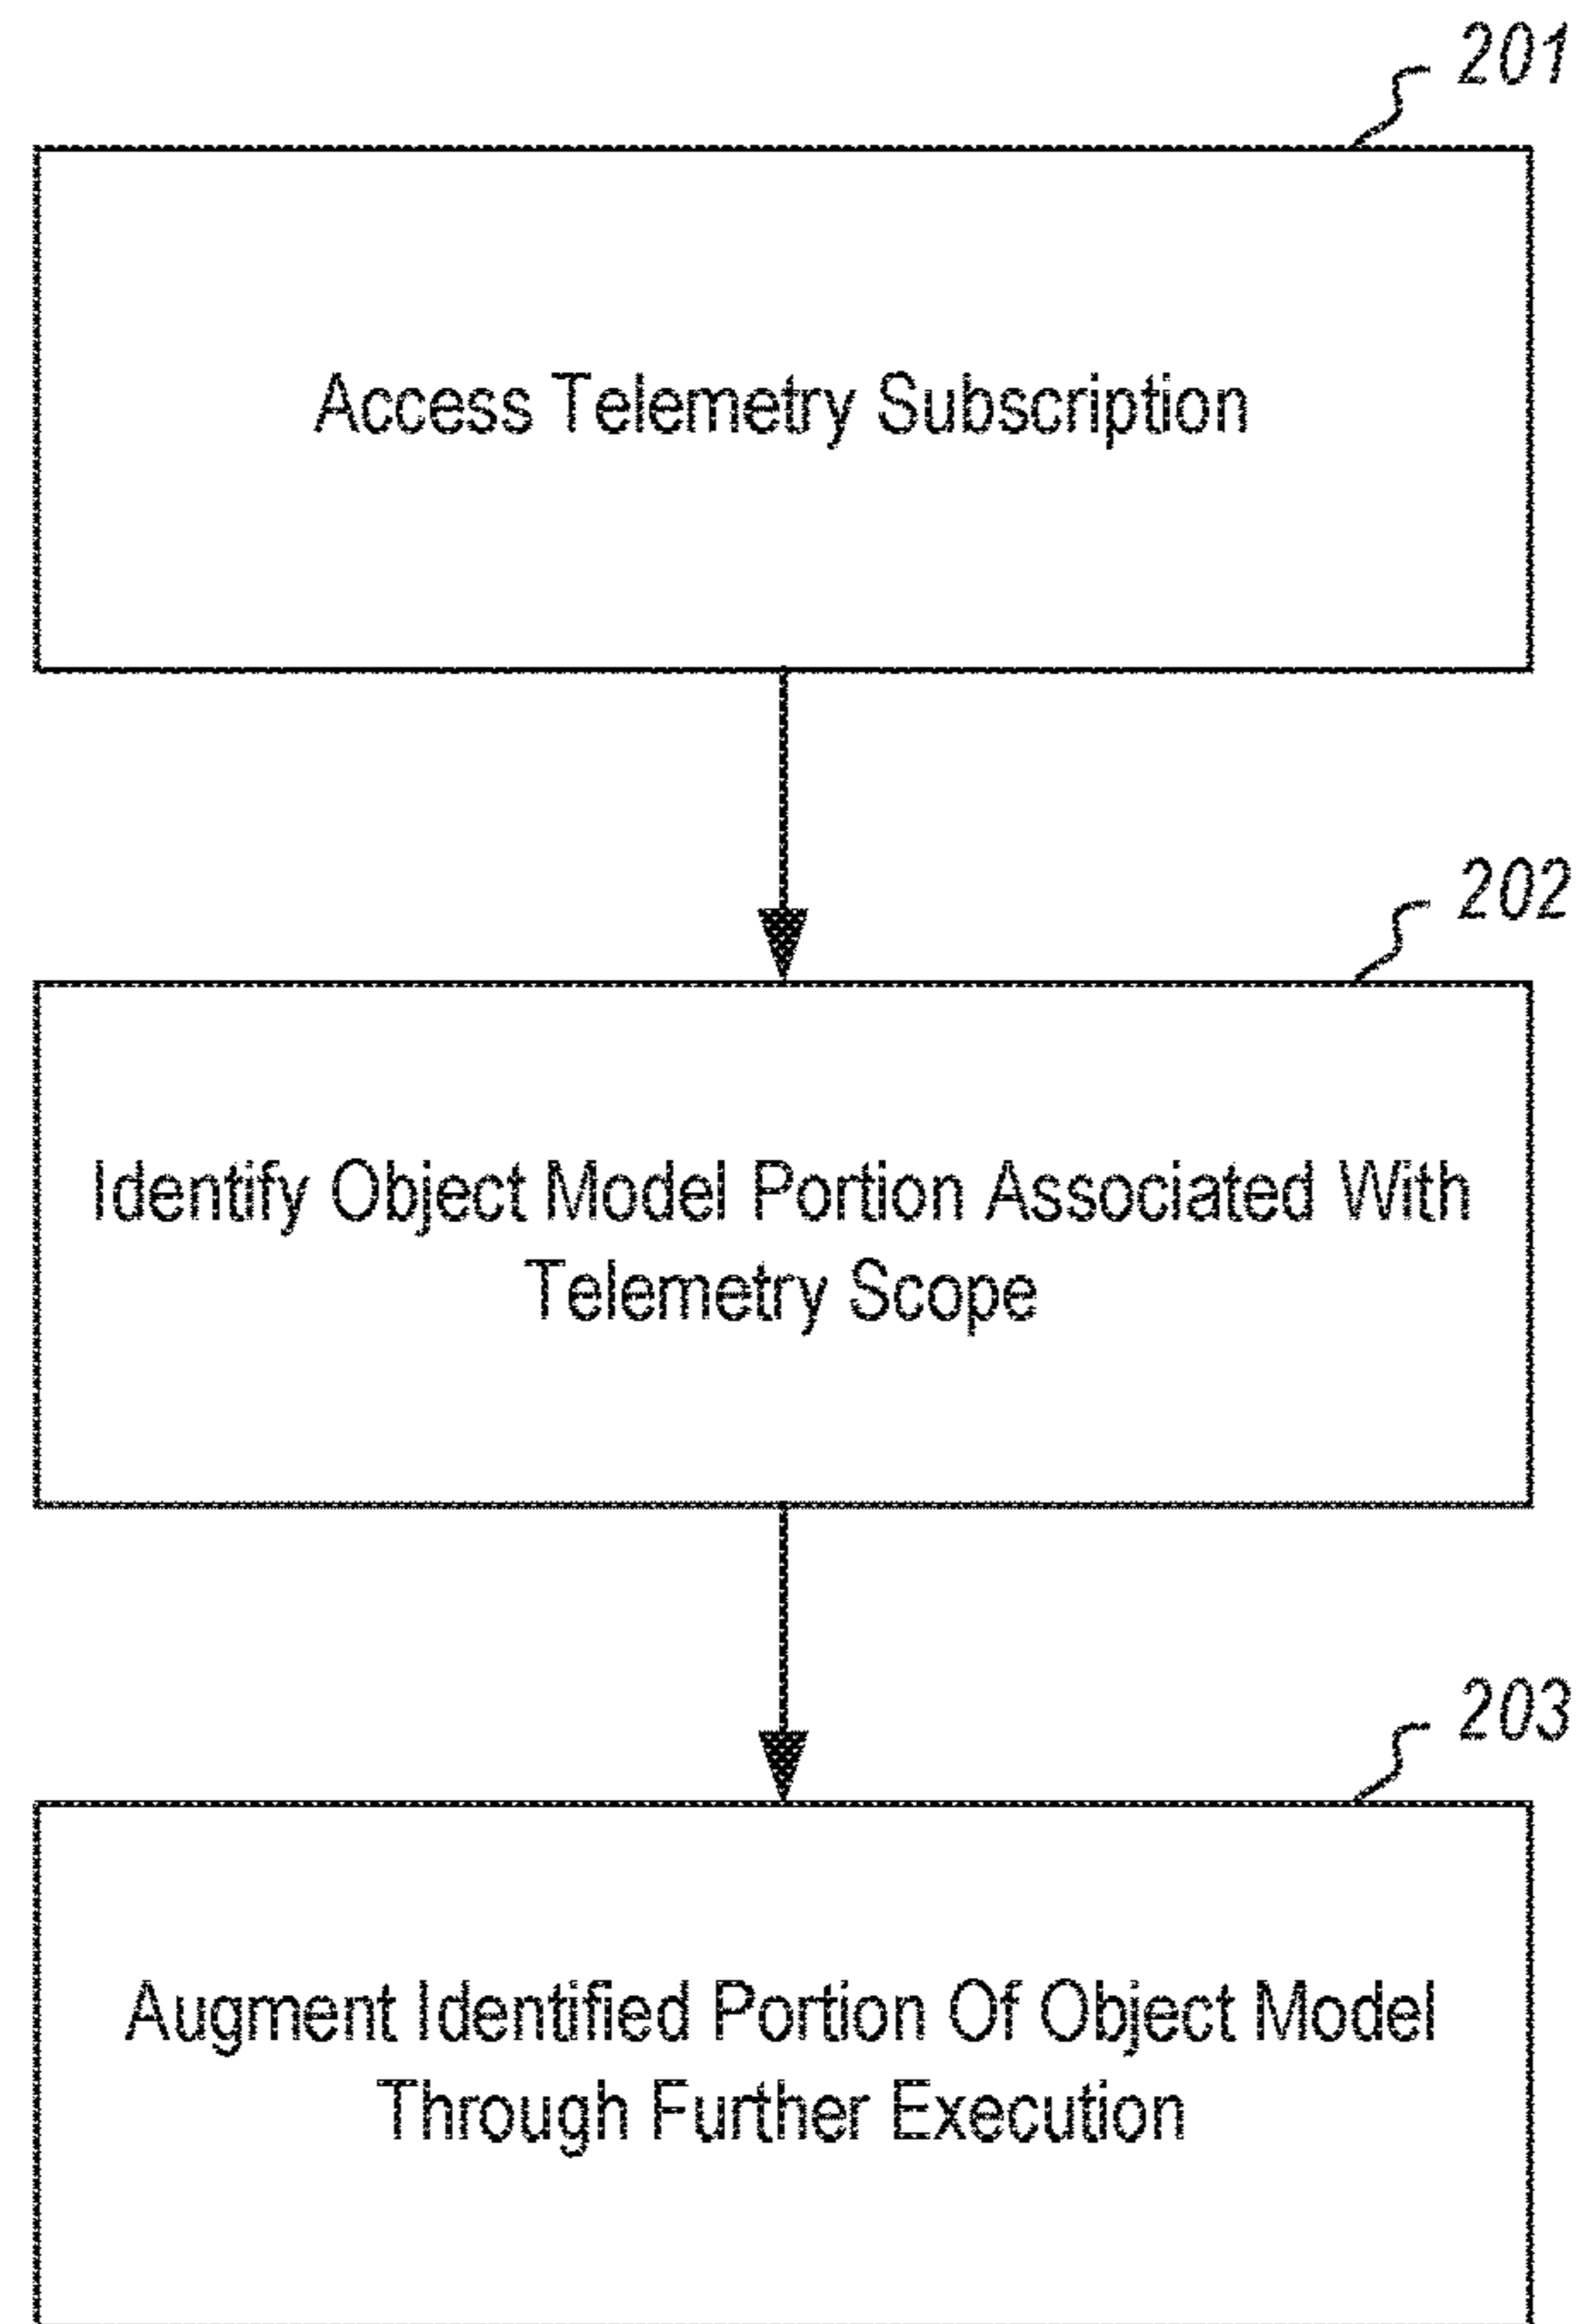 201
Access Telemetry Subscription
202
Identify Object Model Portion Associated With
Telemetry Scope
203
Augment Identified Portion Of Object Model
Through Further Execution